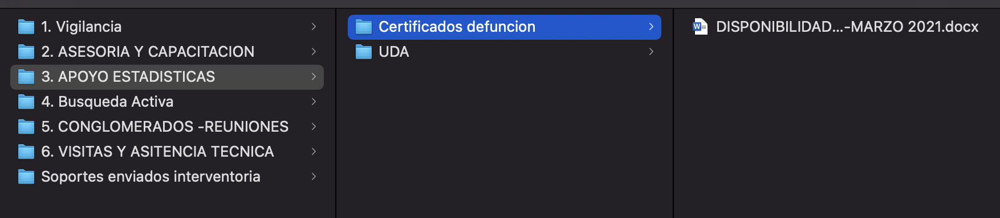 1. Vigilancia
2. ASESORIA Y CAPACITACION
3. APOYO ESTADISTICAS
4. Busqueda Activa
5. CONGLOMERADOS -REUNIONES
6. VISITAS Y ASITENCIA TECNICA
Soportes enviados interventoria
Certificados defuncion
UDA
DISPONIBILIDAD...-MARZO 2021.docx